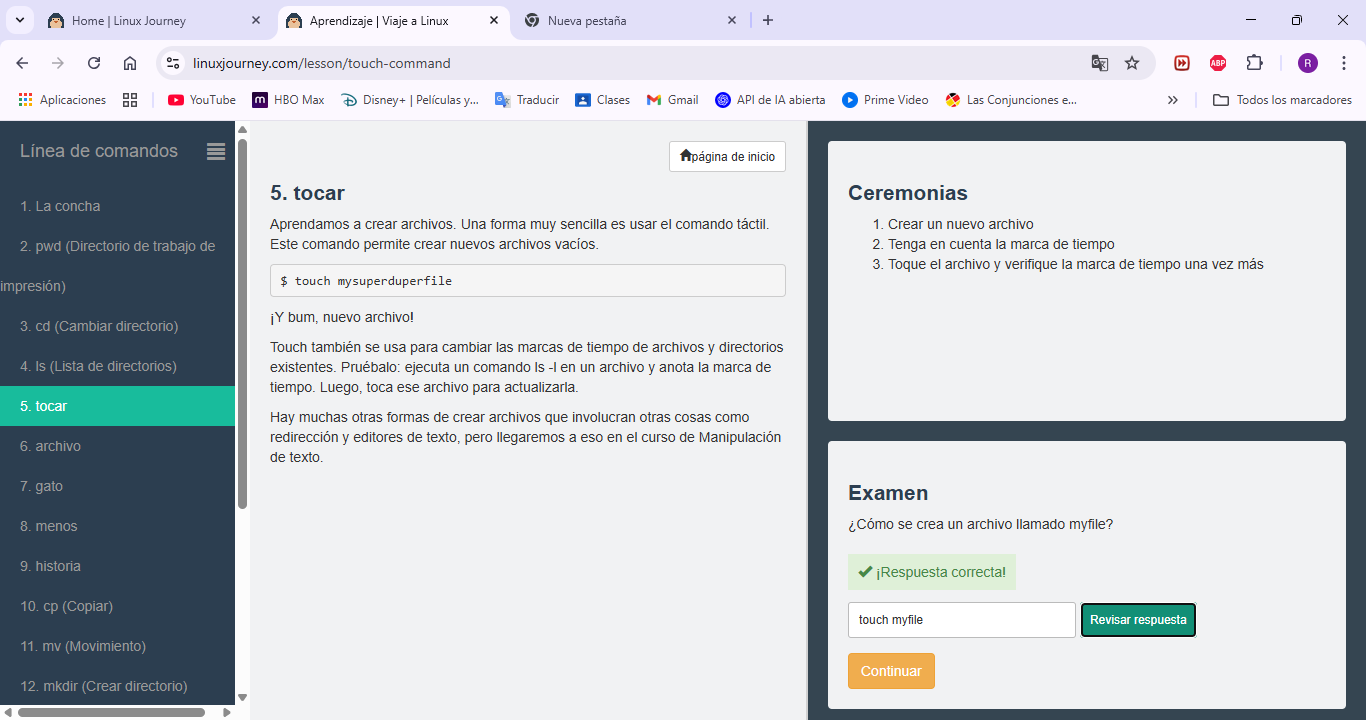 Home | Linux Journey
Aprendizaje | Viaje a Linux
Nueva pestaña
linuxjourney.com/lesson/touch-command
ABP
R
Aplicaciones
YouTube
HBO Max
Disney+ | Películas y...
Traducir
Clases
Gmail
API de IA abierta
Prime Video
Las Conjunciones e...
»
Todos los marcadores
Línea de comandos
1. La concha
2. pwd (Directorio de trabajo de
impresión)
3. cd (Cambiar directorio)
4. ls (Lista de directorios)
5. tocar
6. archivo
7. gato
8. menos
9. historia
10. cp (Copiar)
11. mv (Movimiento)
12. mkdir (Crear directorio)
página de inicio
5. tocar
Aprendamos a crear archivos. Una forma muy sencilla es usar el comando táctil.
Este comando permite crear nuevos archivos vacíos.
$ touch mysuperduperfile
¡Y bum, nuevo archivo!
Touch también se usa para cambiar las marcas de tiempo de archivos y directorios
existentes. Pruébalo: ejecuta un comando ls -l en un archivo y anota la marca de
tiempo. Luego, toca ese archivo para actualizarla.
Hay muchas otras formas de crear archivos que involucran otras cosas como
redirección y editores de texto, pero llegaremos a eso en el curso de Manipulación
de texto.
Ceremonias
1. Crear un nuevo archivo
2. Tenga en cuenta la marca de tiempo
3. Toque el archivo y verifique la marca de tiempo una vez más
Examen
¿Cómo se crea un archivo llamado myfile?
¡Respuesta correcta!
touch myfile
Revisar respuesta
Continuar